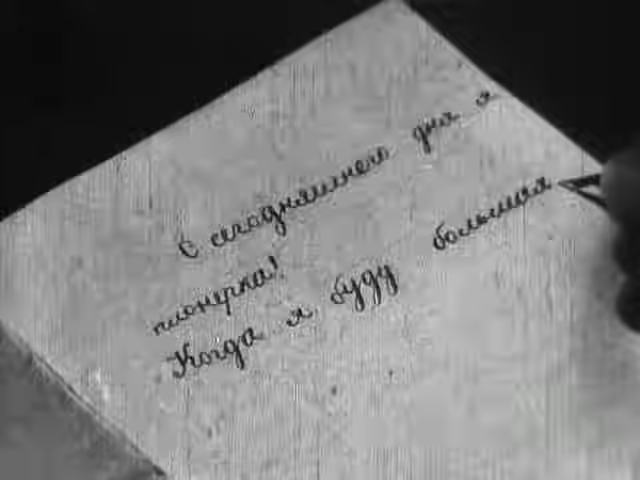 С сегодняшнего дня я
пионерка!
Когда я буду большая